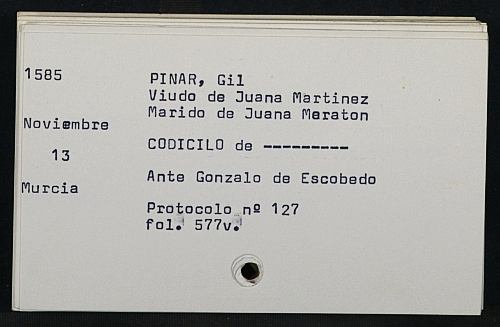 1585
PINAR, Gil
Viudo de Juana Martinez
Marido de Juana Meraton
Noviembre
CODICILO de ---------
13
Ante Gonzalo de Escobedo
Murcia
Protocolo nº 127
fol. 577v.